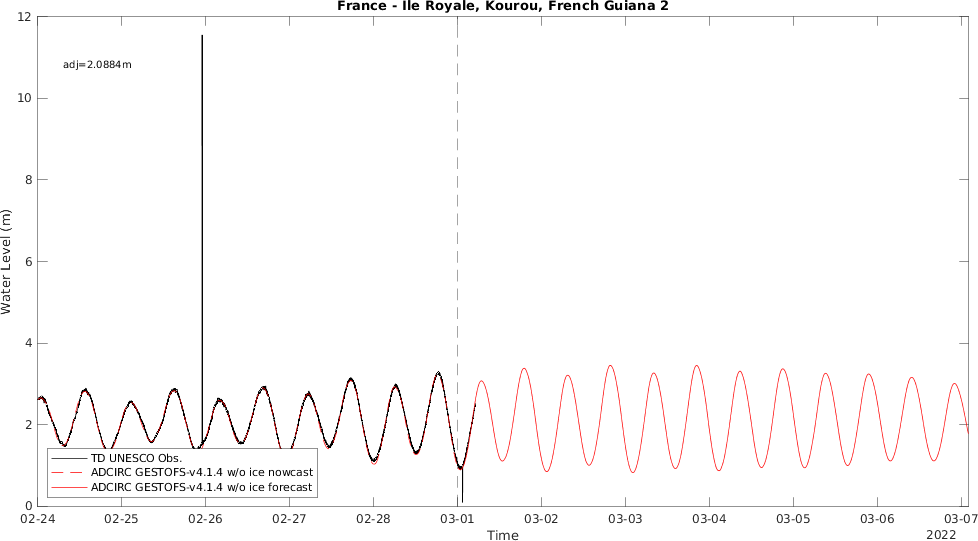 France - Ile Royale, Kourou, French Guiana 2
12
adj=2.0884m
10
8
6
4
2
0
Water Level (m)
TD UNESCO Obs.
ADCIRC GESTOFS-v4.1.4 w/o ice nowcast
ADCIRC GESTOFS-v4.1.4 w/o ice forecast
02-24 02-25 02-26 02-27 02-28 03-01 03-02 03-03 03-04 03-05 03-06 03-07
Time
2022